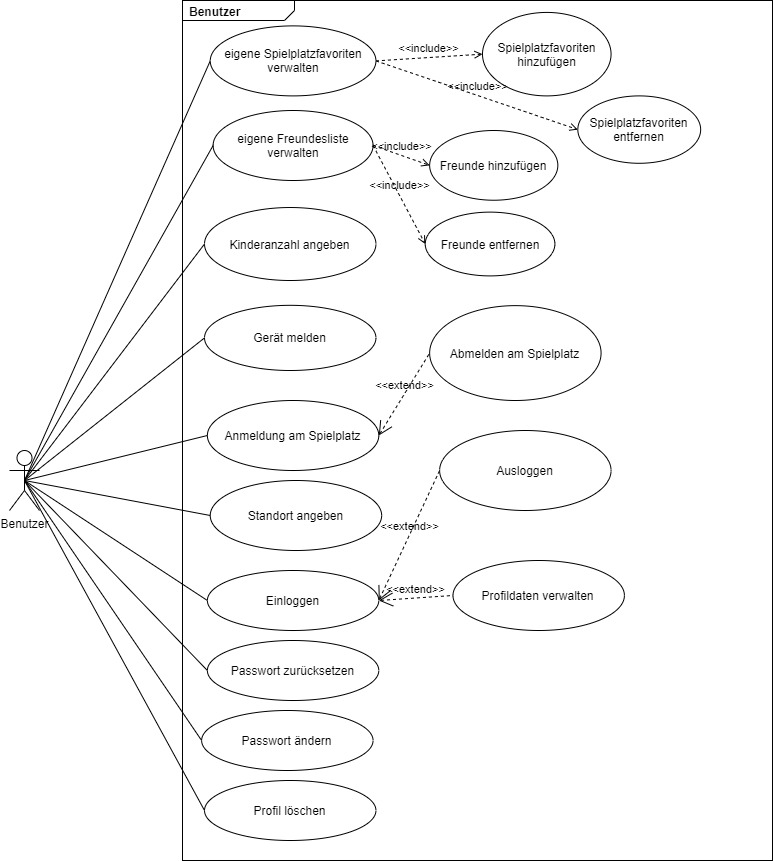 Benutzer
eigene Spielplatzfavoriten
verwalten
<<include>>
Spielplatzfavoriten
hinzufügen
<<include>>
Spielplatzfavoriten
entfernen
eigene Freundesliste
verwalten
<<include>>
Freunde hinzufügen
<<include>>
Freunde entfernen
Kinderanzahl angeben
Gerät melden
Abmelden am Spielplatz
<<extend>>
Anmeldung am Spielplatz
Ausloggen
Standort angeben
<<extend>>
Benutzer
Einloggen
<<extend>>
Profildaten verwalten
Passwort zurücksetzen
Passwort ändern
Profil löschen